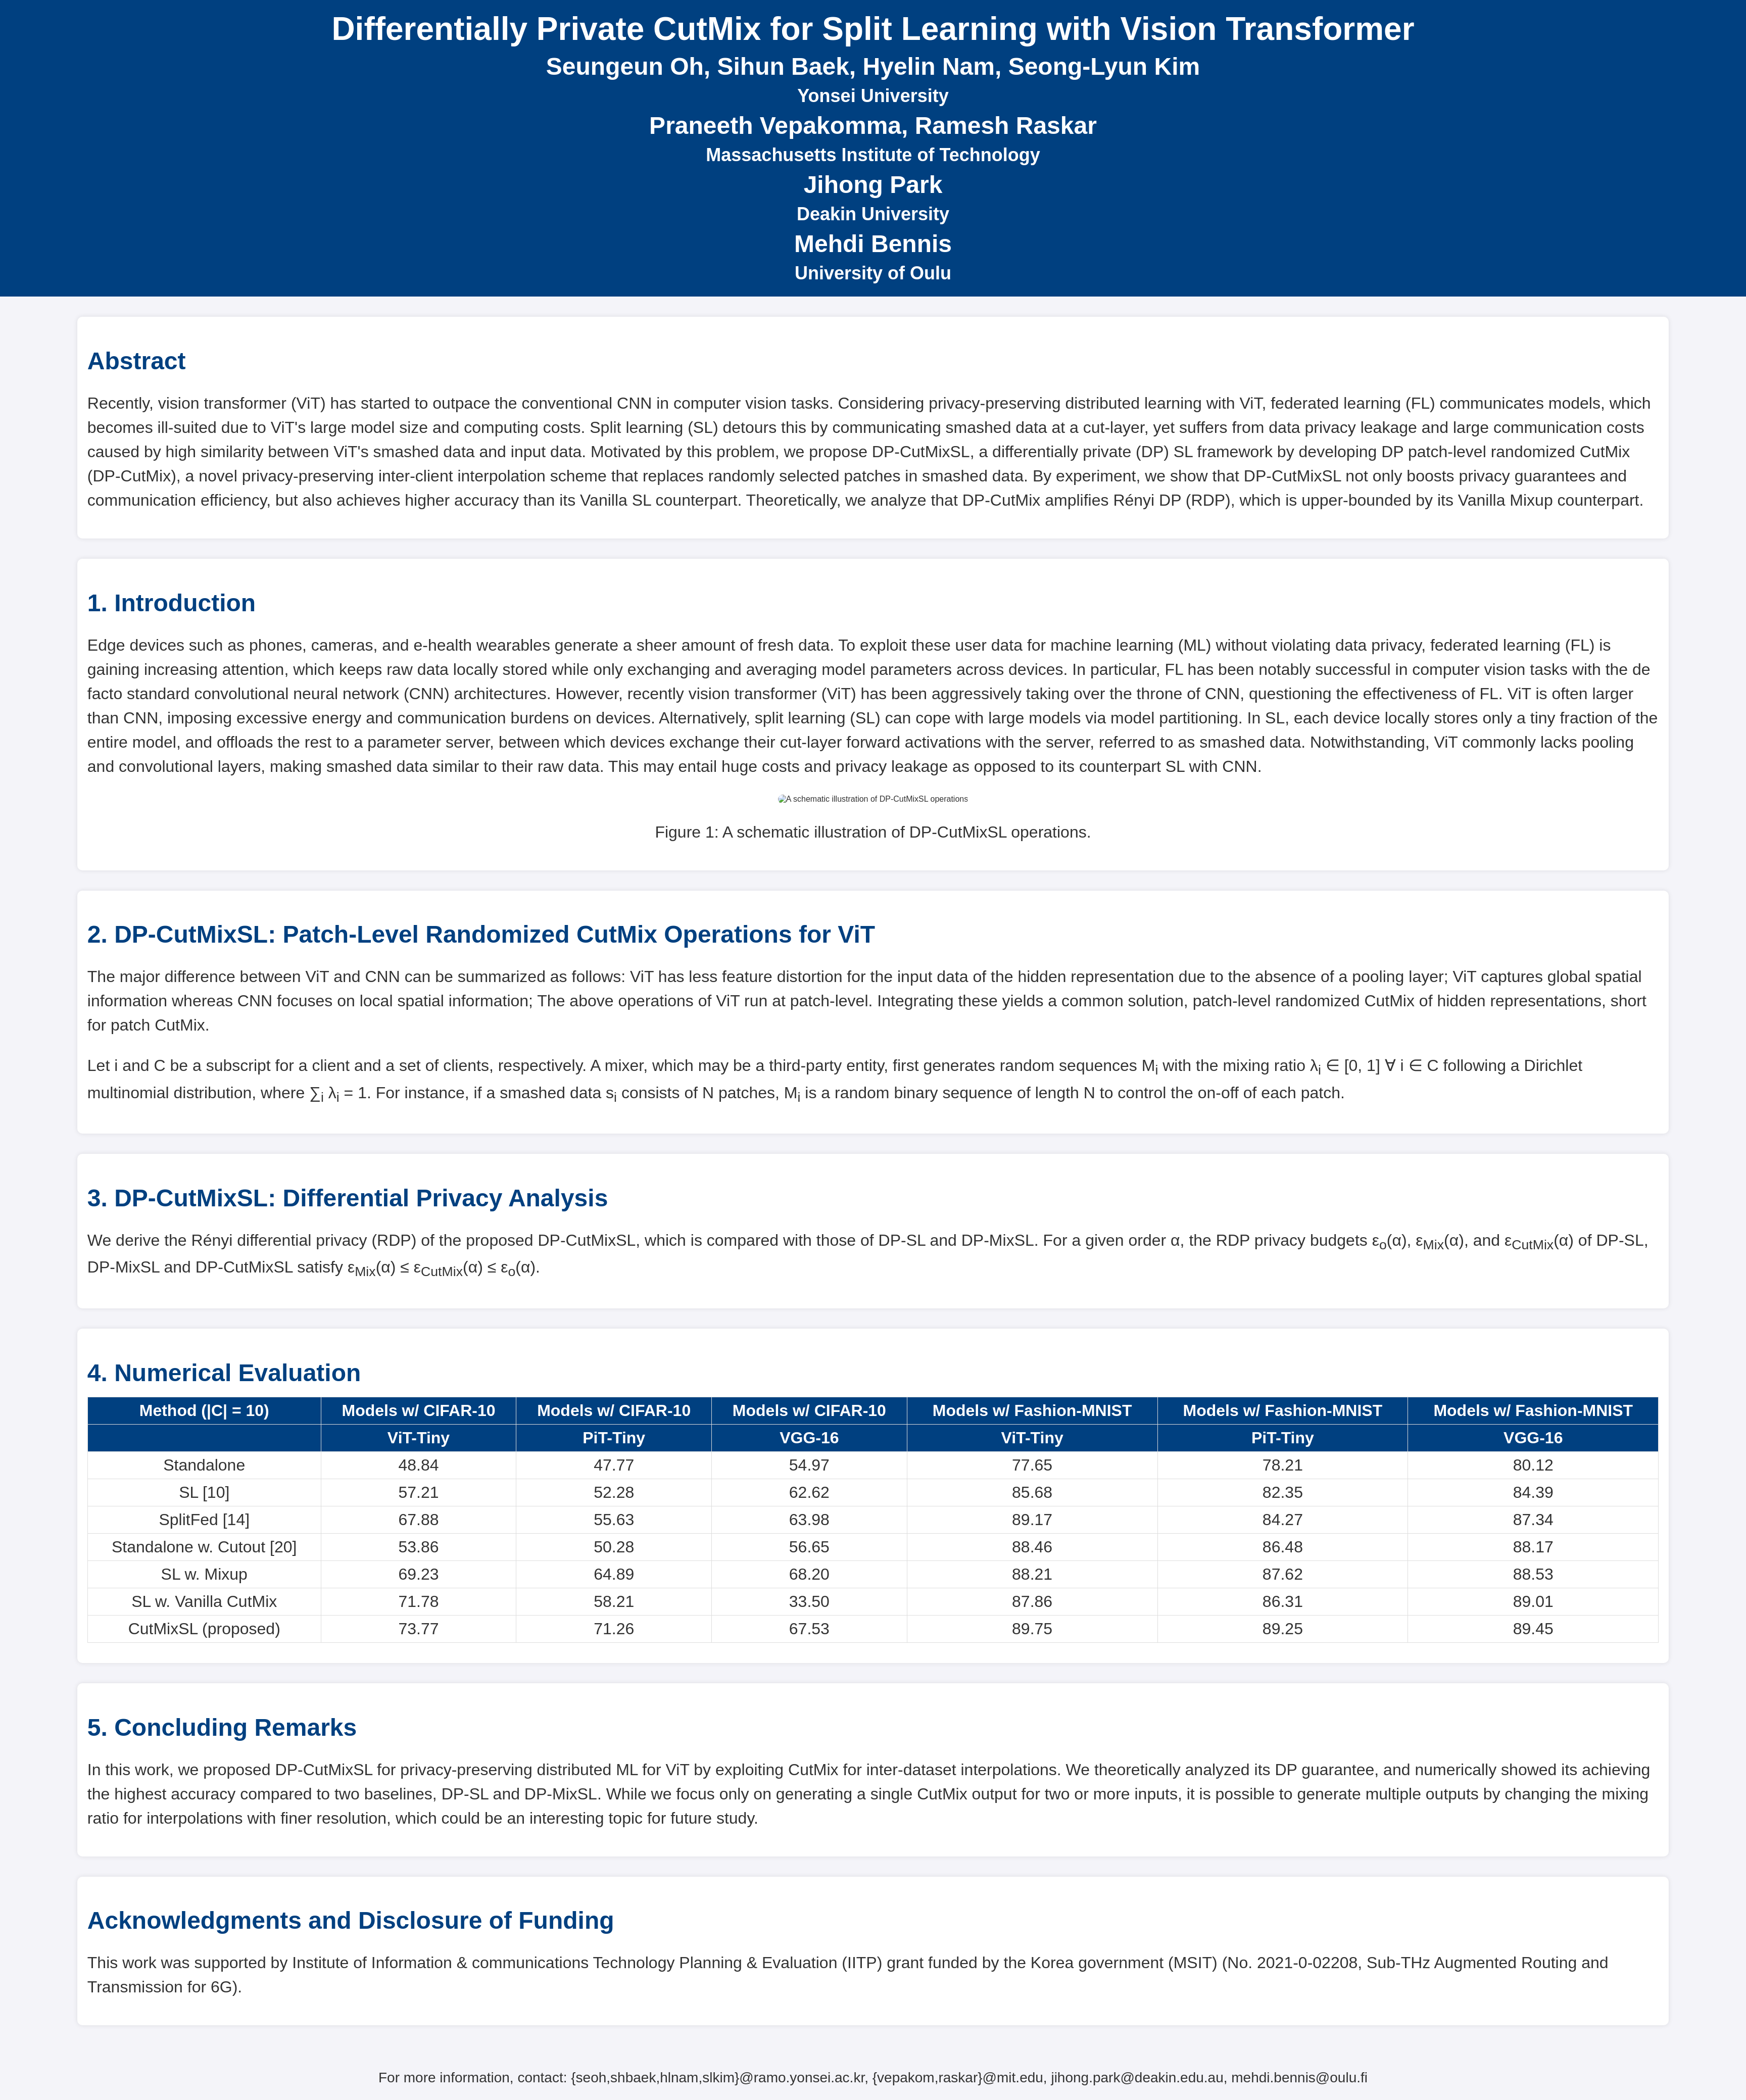 Differentially Private CutMix for Split Learning with Vision Transformer
Seungeun Oh, Sihun Baek, Hyelin Nam, Seong-Lyun Kim
Yonsei University
Praneeth Vepakomma, Ramesh Raskar
Massachusetts Institute of Technology
Jihong Park
Deakin University
Mehdi Bennis
University of Oulu
Abstract
Recently, vision transformer (ViT) has started to outpace the conventional CNN in computer vision tasks. Considering privacy-preserving distributed learning with ViT, federated learning (FL) communicates models, which
becomes ill-suited due to ViT's large model size and computing costs. Split learning (SL) detours this by communicating smashed data at a cut-layer, yet suffers from data privacy leakage and large communication costs
caused by high similarity between ViT's smashed data and input data. Motivated by this problem, we propose DP-CutMixSL, a differentially private (DP) SL framework by developing DP patch-level randomized CutMix
(DP-CutMix), a novel privacy-preserving inter-client interpolation scheme that replaces randomly selected patches in smashed data. By experiment, we show that DP-CutMixSL not only boosts privacy guarantees and
communication efficiency, but also achieves higher accuracy than its Vanilla SL counterpart. Theoretically, we analyze that DP-CutMix amplifies Rényi DP (RDP), which is upper-bounded by its Vanilla Mixup counterpart.
1. Introduction
Edge devices such as phones, cameras, and e-health wearables generate a sheer amount of fresh data. To exploit these user data for machine learning (ML) without violating data privacy, federated learning (FL) is
gaining increasing attention, which keeps raw data locally stored while only exchanging and averaging model parameters across devices. In particular, FL has been notably successful in computer vision tasks with the de
facto standard convolutional neural network (CNN) architectures. However, recently vision transformer (ViT) has been aggressively taking over the throne of CNN, questioning the effectiveness of FL. ViT is often larger
than CNN, imposing excessive energy and communication burdens on devices. Alternatively, split learning (SL) can cope with large models via model partitioning. In SL, each device locally stores only a tiny fraction of the
entire model, and offloads the rest to a parameter server, between which devices exchange their cut-layer forward activations with the server, referred to as smashed data. Notwithstanding, ViT commonly lacks pooling
and convolutional layers, making smashed data similar to their raw data. This may entail huge costs and privacy leakage as opposed to its counterpart SL with CNN.
A schematic illustration of DP-CutMixSL operations
Figure 1: A schematic illustration of DP-CutMixSL operations.
2. DP-CutMixSL: Patch-Level Randomized CutMix Operations for ViT
The major difference between ViT and CNN can be summarized as follows: ViT has less feature distortion for the input data of the hidden representation due to the absence of a pooling layer; ViT captures global spatial
information whereas CNN focuses on local spatial information; The above operations of ViT run at patch-level. Integrating these yields a common solution, patch-level randomized CutMix of hidden representations, short
for patch CutMix.
Let i and C be a subscript for a client and a set of clients, respectively. A mixer, which may be a third-party entity, first generates random sequences Mi with the mixing ratio λi ∈ [0, 1] ∀ i ∈ C following a Dirichlet
multinomial distribution, where ∑i λi = 1. For instance, if a smashed data si consists of N patches, Mi is a random binary sequence of length N to control the on-off of each patch.
3. DP-CutMixSL: Differential Privacy Analysis
We derive the Rényi differential privacy (RDP) of the proposed DP-CutMixSL, which is compared with those of DP-SL and DP-MixSL. For a given order α, the RDP privacy budgets εo(α), εMix(α), and εCutMix(α) of DP-SL,
DP-MixSL and DP-CutMixSL satisfy εMix(α) ≤ εCutMix(α) ≤ εo(α).
4. Numerical Evaluation
Method (|C| = 10) Models w/ CIFAR-10 Models w/ CIFAR-10 Models w/ CIFAR-10 Models w/ Fashion-MNIST Models w/ Fashion-MNIST Models w/ Fashion-MNIST
ViT-Tiny PiT-Tiny VGG-16 ViT-Tiny PiT-Tiny VGG-16
Standalone 48.84 47.77 54.97 77.65 78.21 80.12
SL [10] 57.21 52.28 62.62 85.68 82.35 84.39
SplitFed [14] 67.88 55.63 63.98 89.17 84.27 87.34
Standalone w. Cutout [20] 53.86 50.28 56.65 88.46 86.48 88.17
SL w. Mixup 69.23 64.89 68.20 88.21 87.62 88.53
SL w. Vanilla CutMix 71.78 58.21 33.50 87.86 86.31 89.01
CutMixSL (proposed) 73.77 71.26 67.53 89.75 89.25 89.45
5. Concluding Remarks
In this work, we proposed DP-CutMixSL for privacy-preserving distributed ML for ViT by exploiting CutMix for inter-dataset interpolations. We theoretically analyzed its DP guarantee, and numerically showed its achieving
the highest accuracy compared to two baselines, DP-SL and DP-MixSL. While we focus only on generating a single CutMix output for two or more inputs, it is possible to generate multiple outputs by changing the mixing
ratio for interpolations with finer resolution, which could be an interesting topic for future study.
Acknowledgments and Disclosure of Funding
This work was supported by Institute of Information & communications Technology Planning & Evaluation (IITP) grant funded by the Korea government (MSIT) (No. 2021-0-02208, Sub-THz Augmented Routing and
Transmission for 6G).
For more information, contact: {seoh,shbaek,hlnam,slkim}@ramo.yonsei.ac.kr, {vepakom,raskar}@mit.edu, jihong.park@deakin.edu.au, mehdi.bennis@oulu.fi